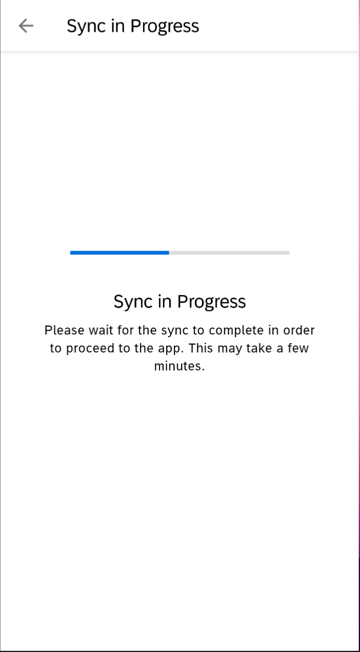 Sync in Progress
Sync in Progress
Please wait for the sync to complete in order
to proceed to the app. This may take a few
minutes.